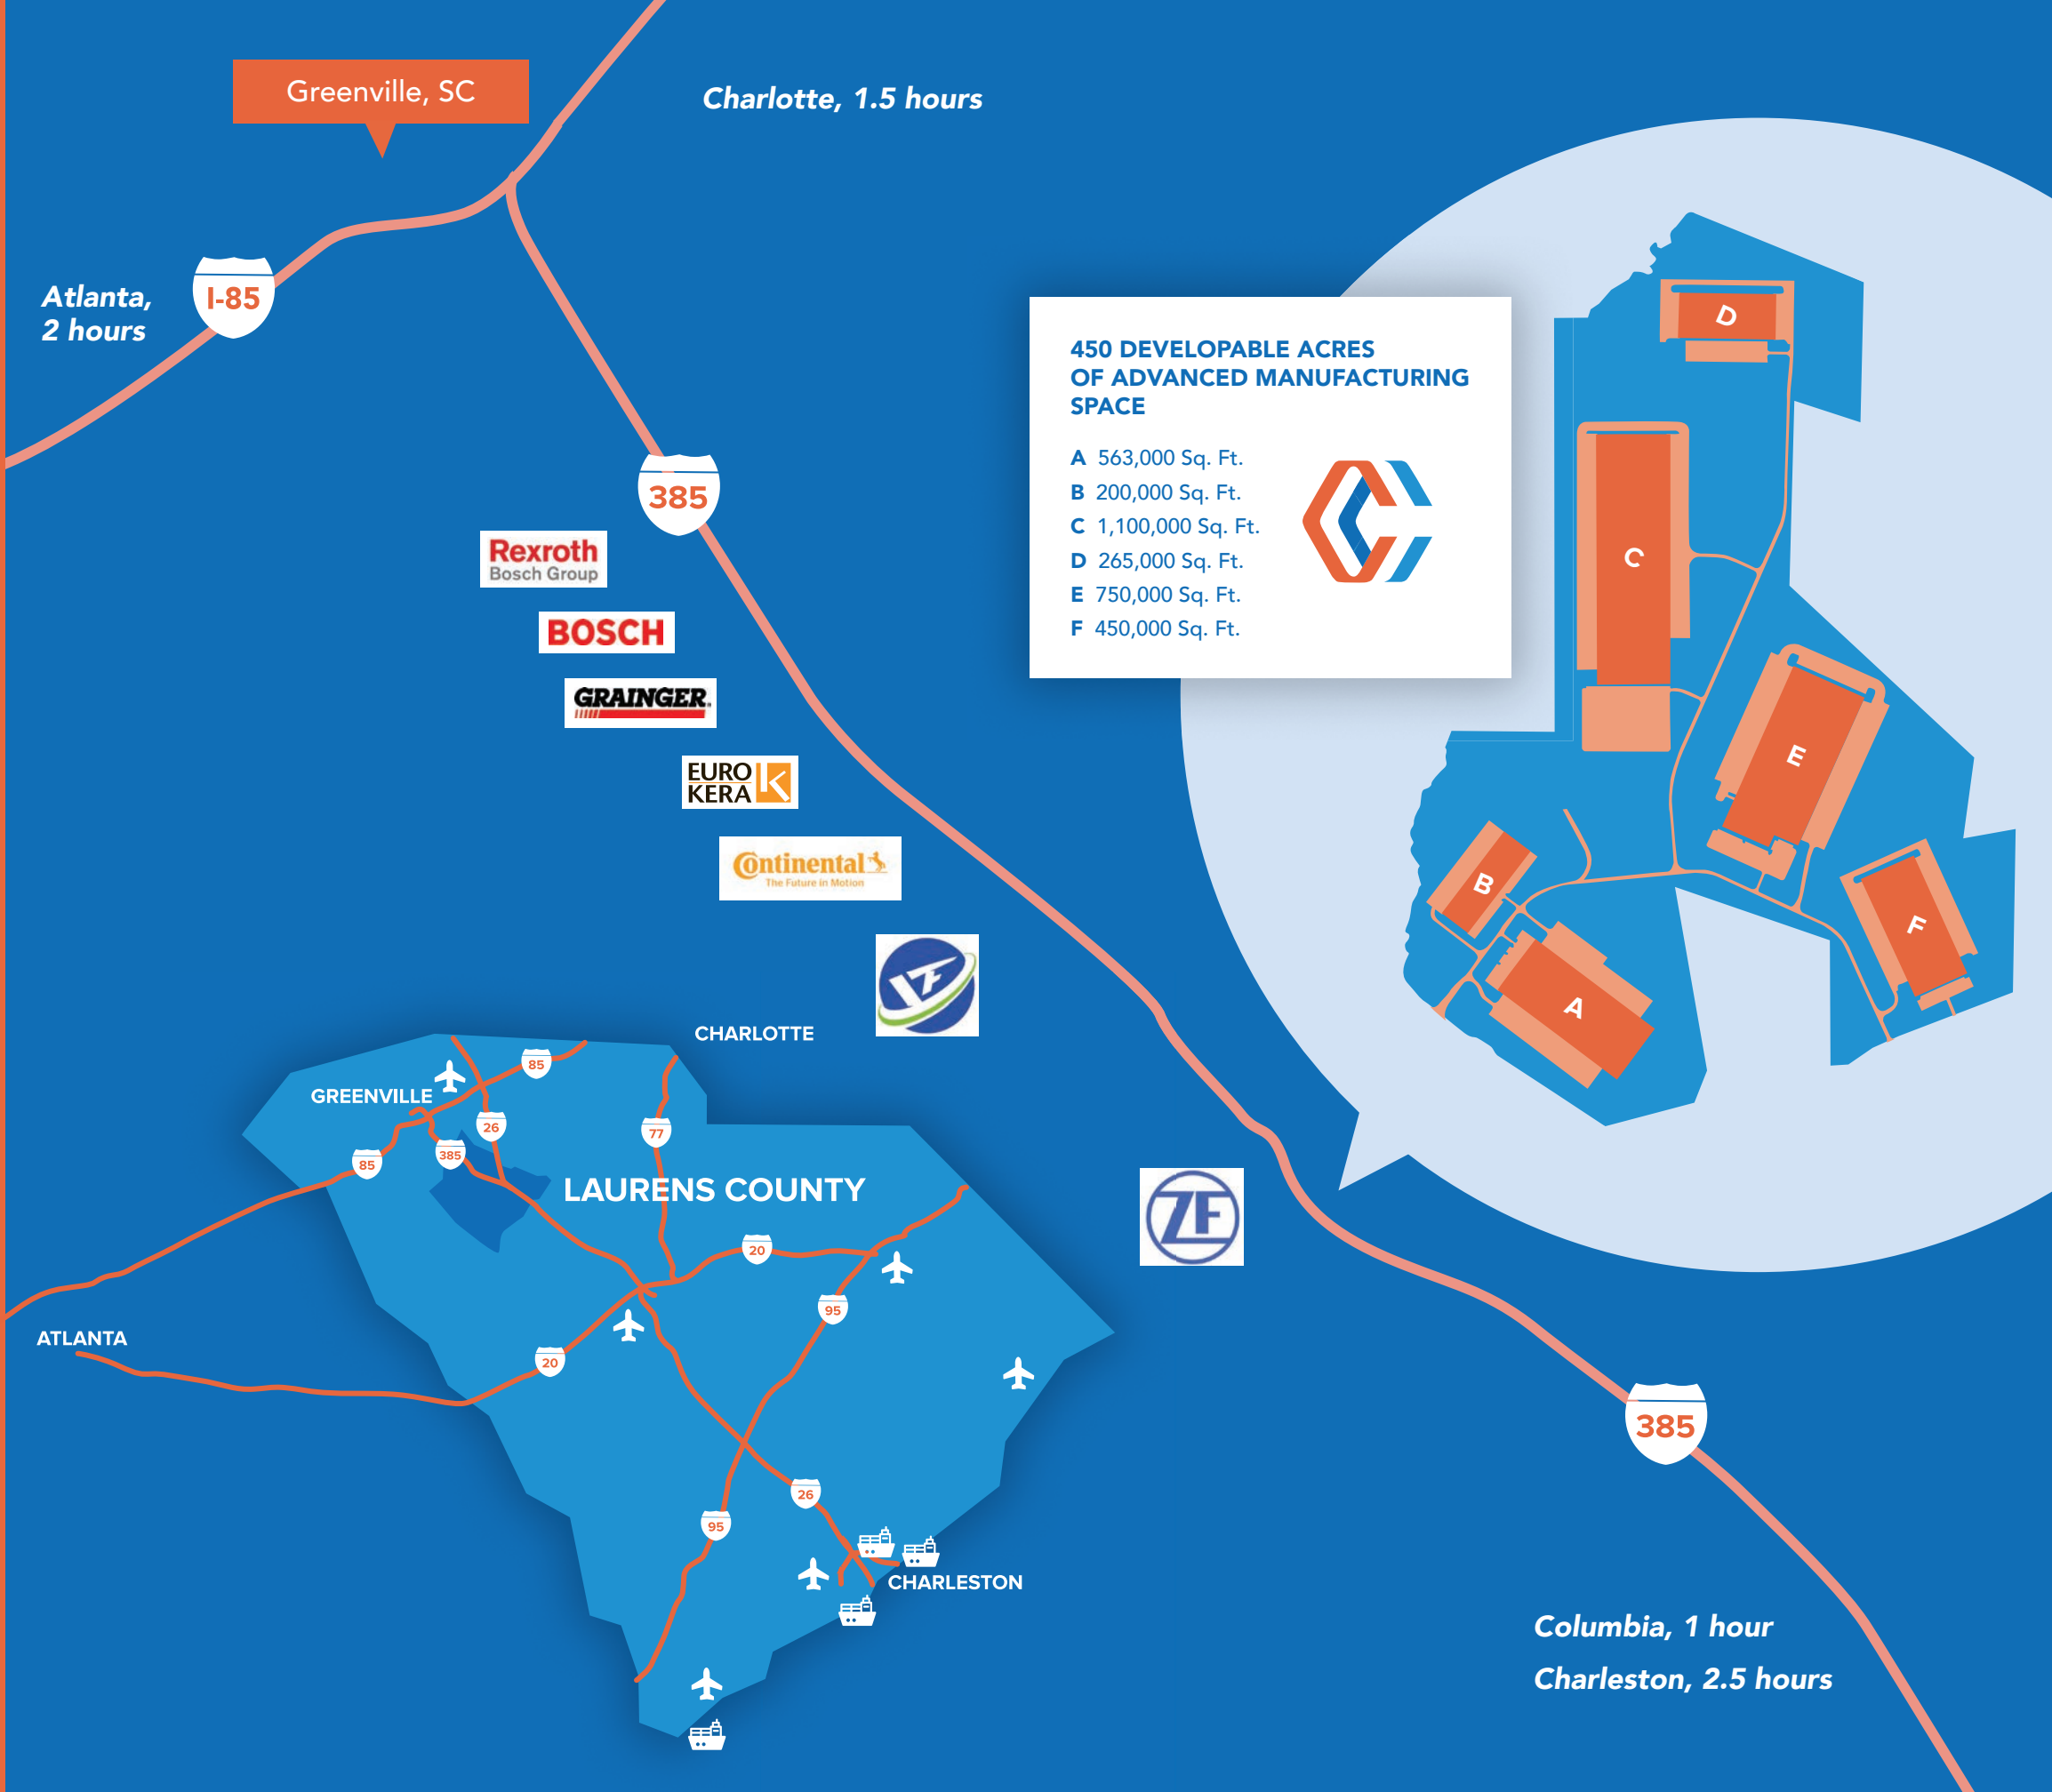 Greenville, SC
Charlotte, 1.5 hours
Atlanta,
2 hours
I-85
385
Rexroth
Bosch Group
BOSCH
GRAINGER
EURO
KERA
K
Continental
The Future in Motion
ZF
450 DEVELOPABLE ACRES
OF ADVANCED MANUFACTURING
SPACE
A 563,000 Sq. Ft.
B 200,000 Sq. Ft.
C 1,100,000 Sq. Ft.
D 265,000 Sq. Ft.
E 750,000 Sq. Ft.
F 450,000 Sq. Ft.
D
C
E
B
F
A
CHARLOTTE
GREENVILLE
85
26
77
385
85
LAURENS COUNTY
20
95
ATLANTA
20
26
95
CHARLESTON
385
Columbia, 1 hour
Charleston, 2.5 hours